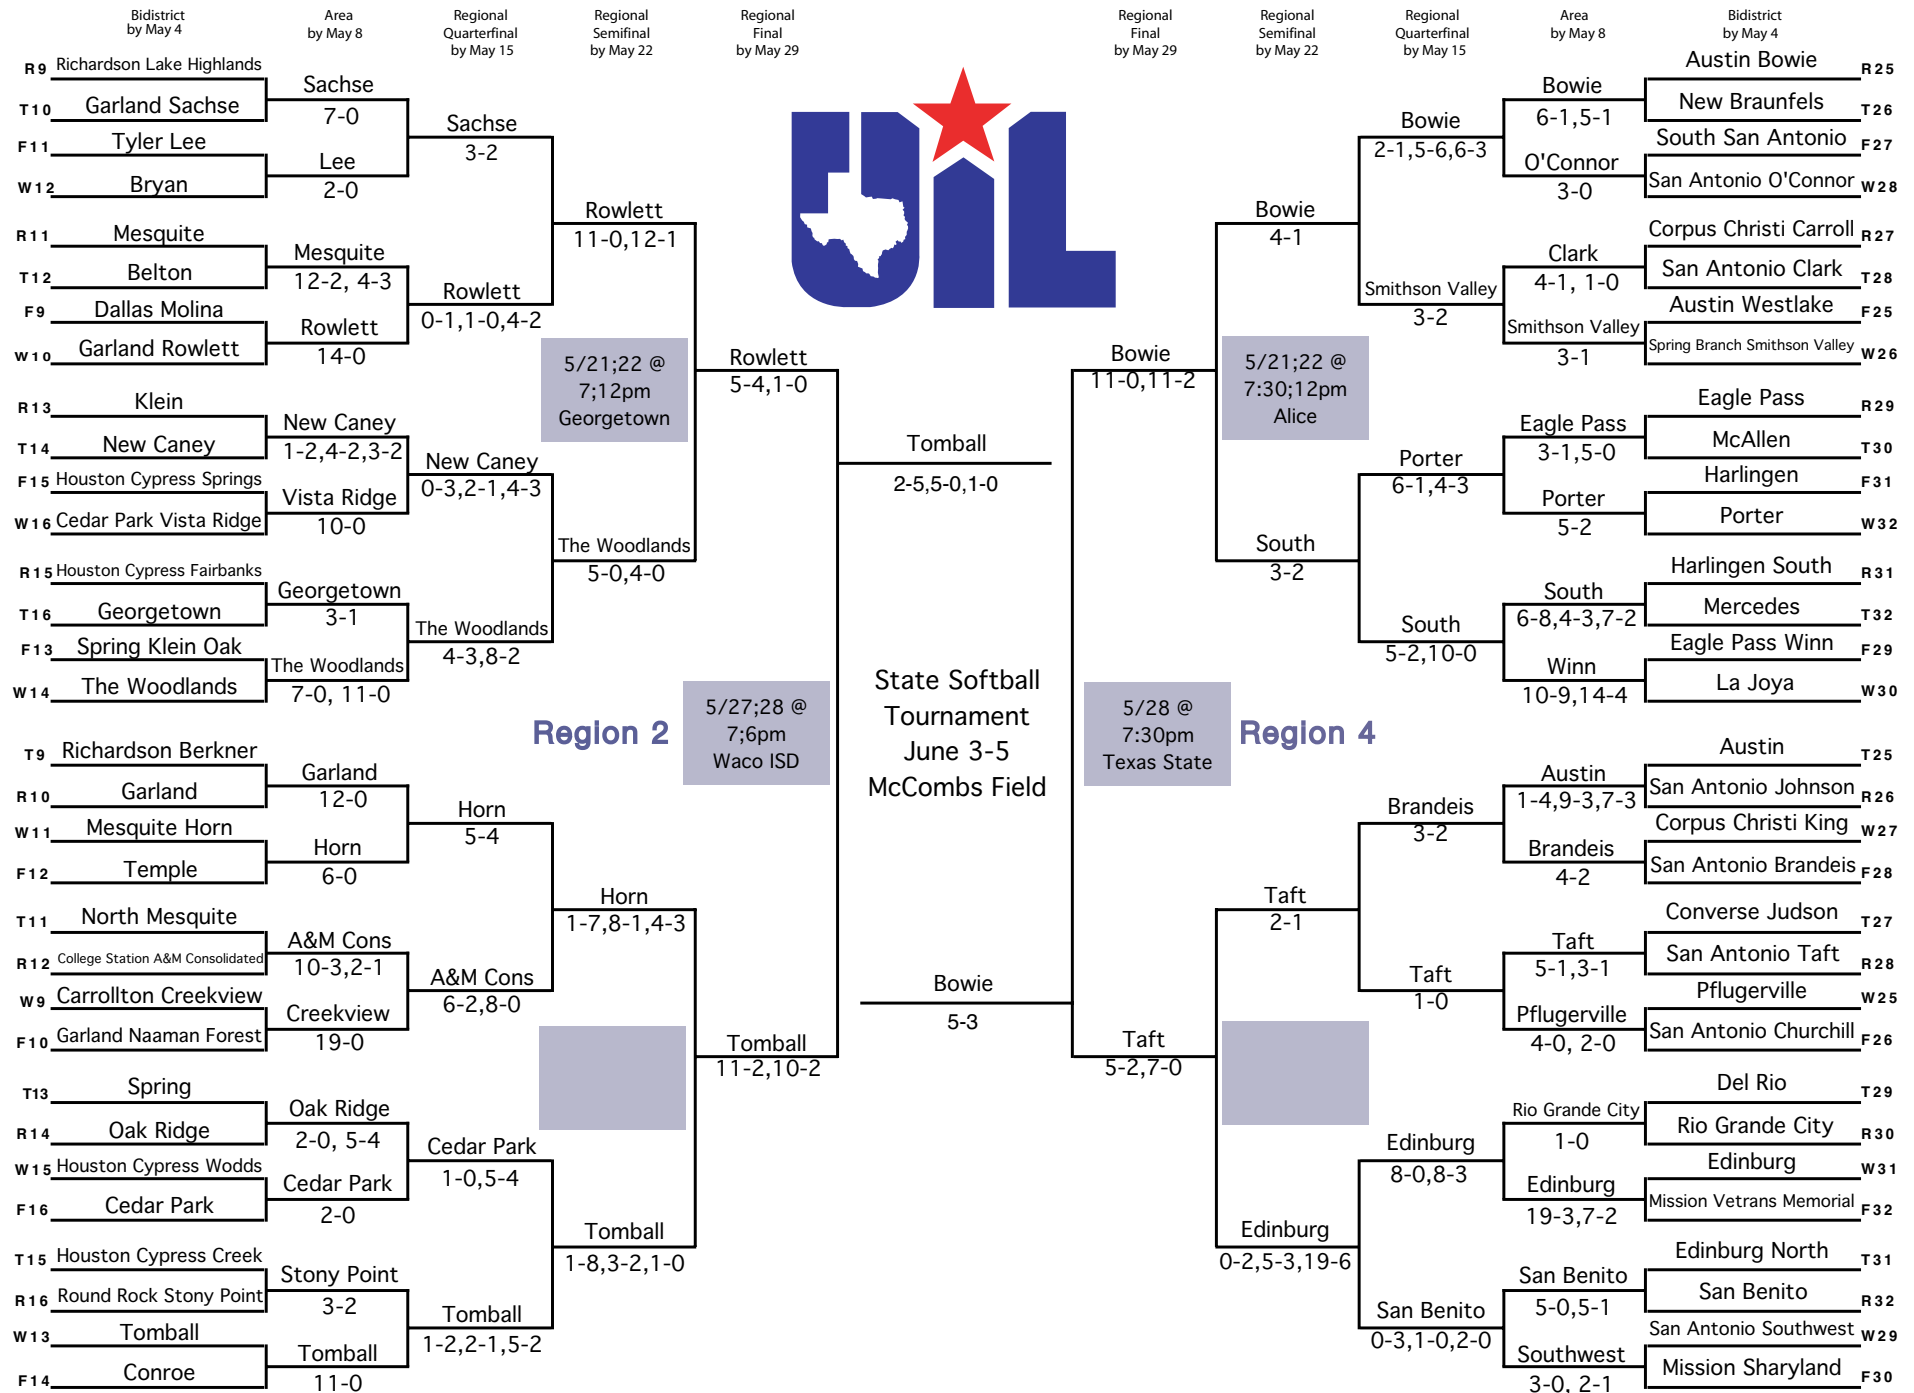 Bidistrict
by May 4
Area
by May 8
Regional
Quarterfinal
by May 15
Regional
Semifinal
by May 22
Regional
Final
by May 29
Regional
Final
by May 29
Regional
Semifinal
by May 22
Regional
Quarterfinal
by May 15
Area
by May 8
Bidistrict
by May 4
R9 Richardson Lake Highlands
T10 Garland Sachse
F11 Tyler Lee
W12 Bryan
R11 Mesquite
T12 Belton
F9 Dallas Molina
W10 Garland Rowlett
R13 Klein
T14 New Caney
F15 Houston Cypress Springs
W16 Cedar Park Vista Ridge
R15 Houston Cypress Fairbanks
T16 Georgetown
F13 Spring Klein Oak
W14 The Woodlands
T9 Richardson Berkner
R10 Garland
W11 Mesquite Horn
F12 Temple
T11 North Mesquite
R12 College Station A&M Consolidated
W9 Carrollton Creekview
F10 Garland Naaman Forest
T13 Spring
R14 Oak Ridge
W15 Houston Cypress Wodds
F16 Cedar Park
T15 Houston Cypress Creek
R16 Round Rock Stony Point
W13 Tomball
F14 Conroe
Sachse
7-0
Lee
2-0
Mesquite
12-2, 4-3
Rowlett
14-0
New Caney
1-2,4-2,3-2
Vista Ridge
10-0
Georgetown
3-1
The Woodlands
7-0, 11-0
Garland
12-0
Horn
6-0
A&M Cons
10-3,2-1
Creekview
19-0
Oak Ridge
2-0, 5-4
Cedar Park
2-0
Stony Point
3-2
Tomball
11-0
Sachse
3-2
Rowlett
0-1,1-0,4-2
New Caney
0-3,2-1,4-3
The Woodlands
4-3,8-2
Horn
5-4
A&M Cons
6-2,8-0
Cedar Park
1-0,5-4
Tomball
1-2,2-1,5-2
Rowlett
11-0,12-1
5/21;22 @
7;12pm
Georgetown
The Woodlands
5-0,4-0
Region 2
Horn
1-7,8-1,4-3
Tomball
1-8,3-2,1-0
Rowlett
5-4,1-0
5/27;28 @
7;6pm
Waco ISD
Tomball
11-2,10-2
UIL
Tomball
2-5,5-0,1-0
State Softball
Tournament
June 3-5
McCombs Field
Bowie
5-3
Bowie
11-0,11-2
5/28 @
7:30pm
Texas State
Taft
5-2,7-0
Bowie
4-1
5/21;22 @
7:30;12pm
Alice
South
3-2
Region 4
Taft
2-1
Edinburg
0-2,5-3,19-6
Bowie
2-1,5-6,6-3
Smithson Valley
3-2
Porter
6-1,4-3
South
5-2,10-0
Brandeis
3-2
Taft
1-0
Edinburg
8-0,8-3
San Benito
0-3,1-0,2-0
Bowie
6-1,5-1
O'Connor
3-0
Clark
4-1, 1-0
Smithson Valley
3-1
Eagle Pass
3-1,5-0
Porter
5-2
South
6-8,4-3,7-2
Winn
10-9,14-4
Austin
1-4,9-3,7-3
Brandeis
4-2
Taft
5-1,3-1
Pflugerville
4-0, 2-0
Rio Grande City
1-0
Edinburg
19-3,7-2
San Benito
5-0,5-1
Southwest
3-0, 2-1
Austin Bowie R25
New Braunfels T26
South San Antonio F27
San Antonio O'Connor W28
Corpus Christi Carroll R27
San Antonio Clark T28
Austin Westlake F25
Spring Branch Smithson Valley W26
Eagle Pass R29
McAllen T30
Harlingen F31
Porter W32
Harlingen South R31
Mercedes T32
Eagle Pass Winn F29
La Joya W30
Austin T25
San Antonio Johnson R26
Corpus Christi King W27
San Antonio Brandeis F28
Converse Judson T27
San Antonio Taft R28
Pflugerville W25
San Antonio Churchill F26
Del Rio T29
Rio Grande City R30
Edinburg W31
Mission Vetrans Memorial F32
Edinburg North T31
San Benito R32
San Antonio Southwest W29
Mission Sharyland F30